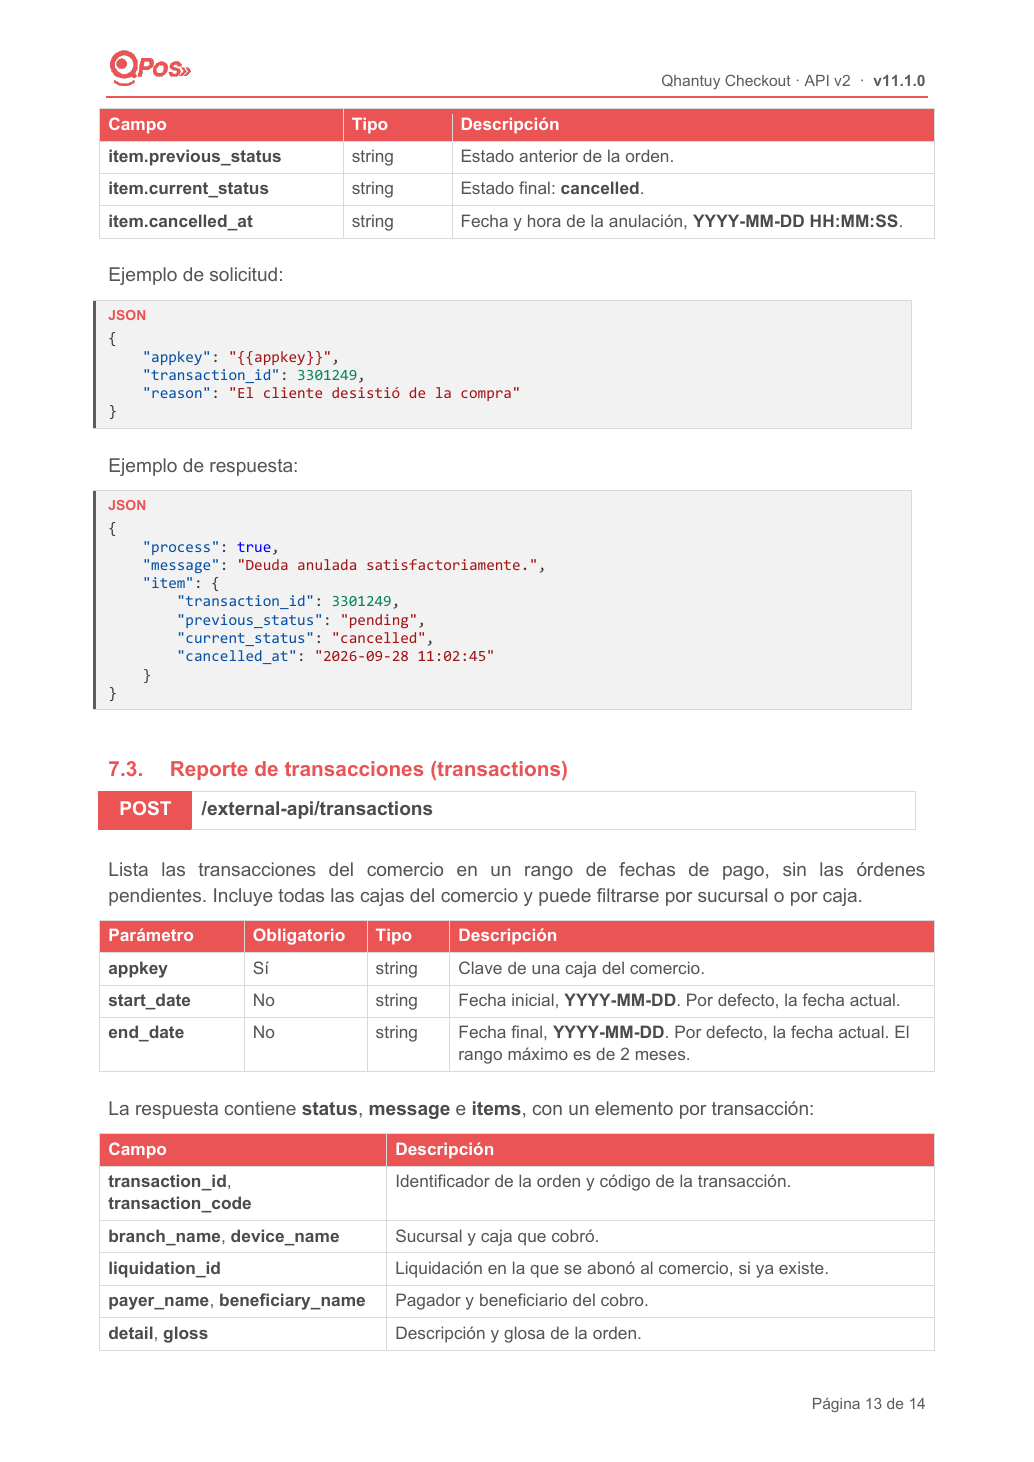 QPos»
Qhantuy Checkout · API v2 · v11.1.0
Campo Tipo Descripción
item.previous_status string Estado anterior de la orden.
item.current_status string Estado final: cancelled.
item.cancelled_at string Fecha y hora de la anulación, YYYY-MM-DD HH:MM:SS.
Ejemplo de solicitud:
JSON
{
    "appkey": "{{appkey}}",
    "transaction_id": 3301249,
    "reason": "El cliente desistió de la compra"
}
Ejemplo de respuesta:
JSON
{
    "process": true,
    "message": "Deuda anulada satisfactoriamente.",
    "item": {
        "transaction_id": 3301249,
        "previous_status": "pending",
        "current_status": "cancelled",
        "cancelled_at": "2026-09-28 11:02:45"
    }
}
7.3. Reporte de transacciones (transactions)
POST /external-api/transactions
Lista las transacciones del comercio en un rango de fechas de pago, sin las órdenes
pendientes. Incluye todas las cajas del comercio y puede filtrarse por sucursal o por caja.
Parámetro Obligatorio Tipo Descripción
appkey Sí string Clave de una caja del comercio.
start_date No string Fecha inicial, YYYY-MM-DD. Por defecto, la fecha actual.
end_date No string Fecha final, YYYY-MM-DD. Por defecto, la fecha actual. El
rango máximo es de 2 meses.
La respuesta contiene status, message e items, con un elemento por transacción:
Campo Descripción
transaction_id, Identificador de la orden y código de la transacción.
transaction_code
branch_name, device_name Sucursal y caja que cobró.
liquidation_id Liquidación en la que se abonó al comercio, si ya existe.
payer_name, beneficiary_name Pagador y beneficiario del cobro.
detail, gloss Descripción y glosa de la orden.
Página 13 de 14